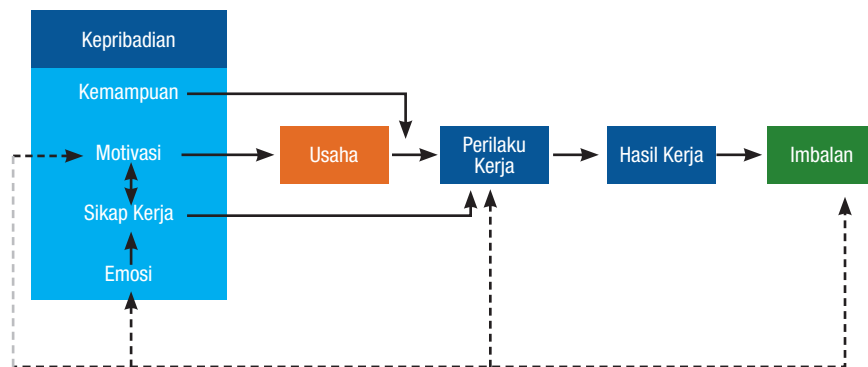 Kepribadian
Kemampuan
Motivasi
Sikap Kerja
Emosi
Usaha
Perilaku
Kerja
Hasil Kerja
Imbalan